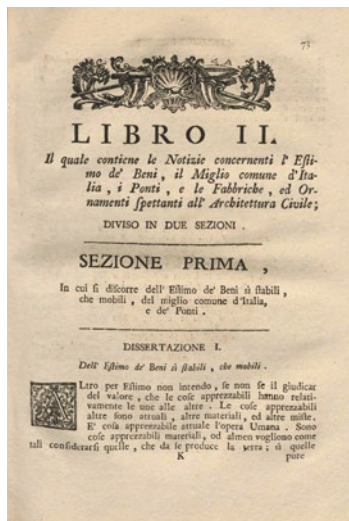 73
LIBRO II.
Il quale contiene le Notizie concernenti l' Esti-
mo de' Beni, il Miglio comune d'Ita-
lia, i Ponti, e le Fabbriche, ed Or-
namenti spettanti all' Architettura Civile;
DIVISO IN DUE SEZIONI.
SEZIONE PRIMA,
In cui si discorre dell' Estimo de' Beni sì stabili,
che mobili, del miglio comune d'Italia,
e de' Ponti.
DISSERTAZIONE I.
Dell' Estimo de' Beni sì stabili, che mobili.
ALtro per Estimo non intendo, se non se il giudicar
del valore, che le cose apprezzabili hanno relati-
vamente le une alle altre. Le cose apprezzabili
altre sono attuali, altre materiali, ed altre miste.
E' cosa apprezzabile attuale l'opera Umana. Sono
cose apprezzabili materiali, od almen vogliono come
tali considerarsi quelle, che da se produce la terra; sì quelle
K pure